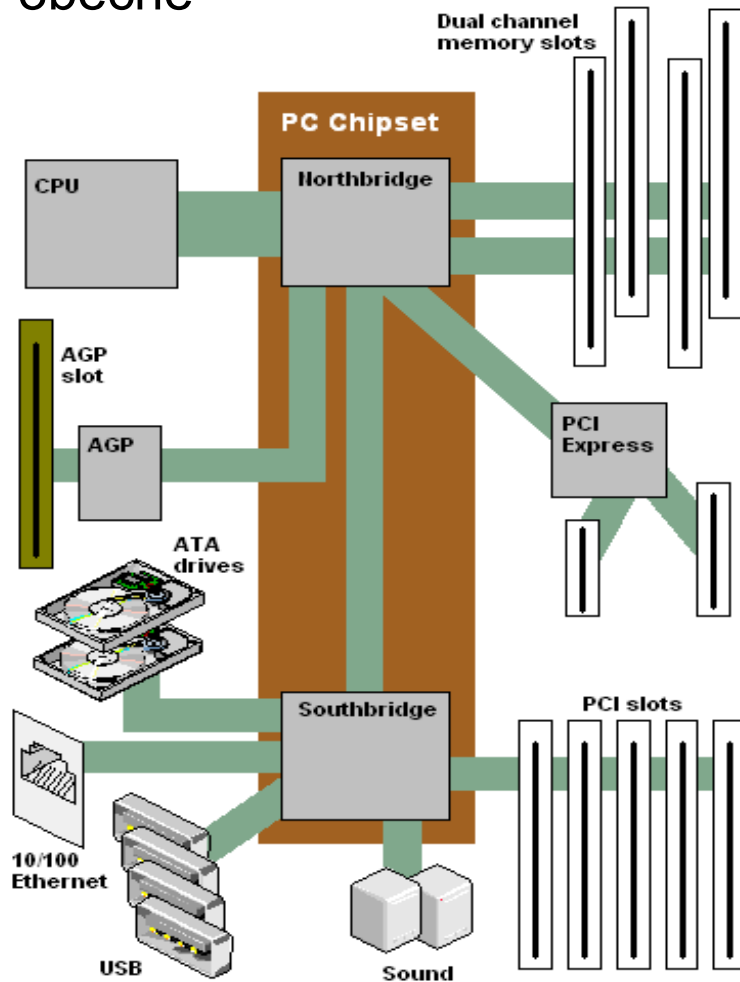 obecně
Dual channel
memory slots
PC Chipset
CPU
Northbridge
AGP
slot
AGP
PCI
Express
ATA
drives
Southbridge
PCI slots
10/100
Ethernet
USB
Sound